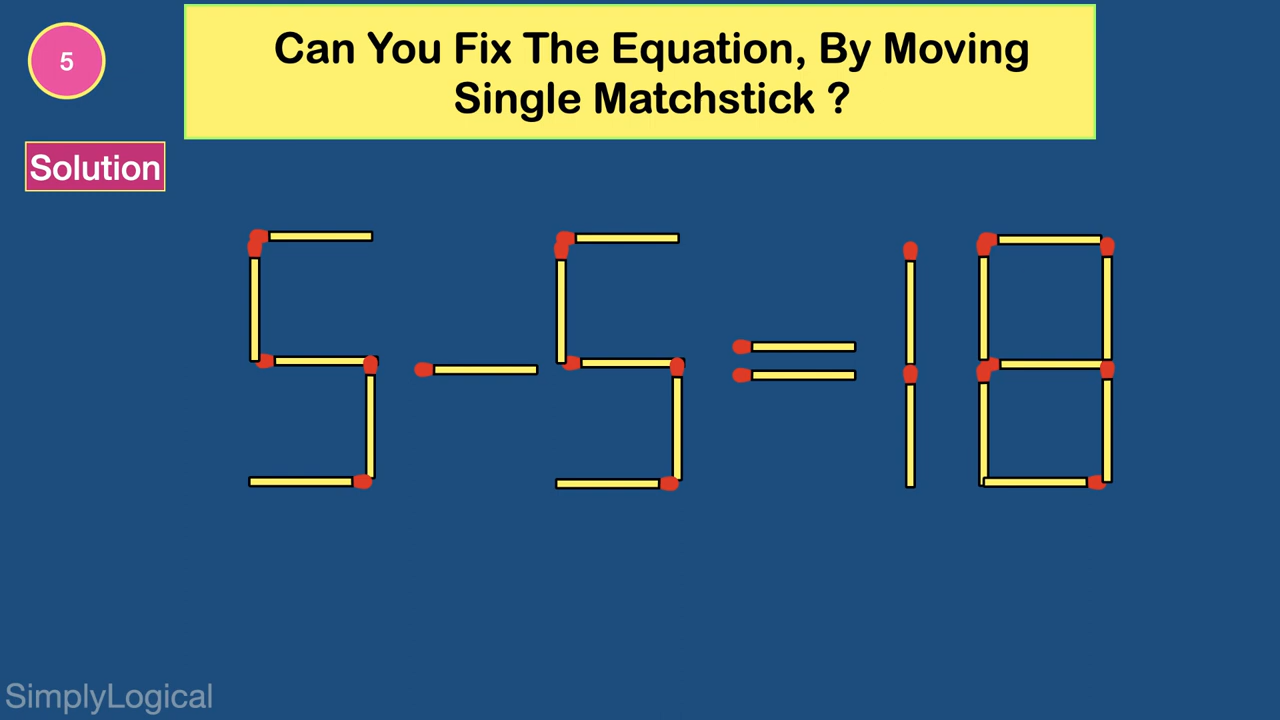 5
Can You Fix The Equation, By Moving
Single Matchstick ?
Solution
5-5=18
SimplyLogical